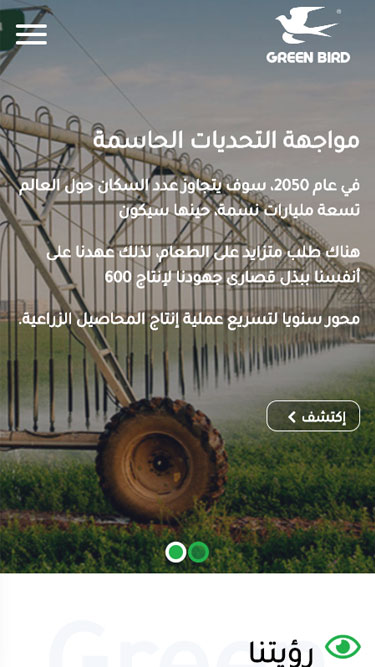 GREEN BIRD
مواجهة التحديات الحاسمة
في عام 2050، سوف يتجاوز عدد السكان حول العالم
تسعة مليارات نسمة، حينها سيكون
هناك طلب متزايد على الطعام، لذلك عهدنا على
أنفسنا ببذل قصارى جهودنا لإنتاج 600
محور سنويا لتسريع عملية إنتاج المحاصيل الزراعية.
إكتشف
رؤيتنا
Green